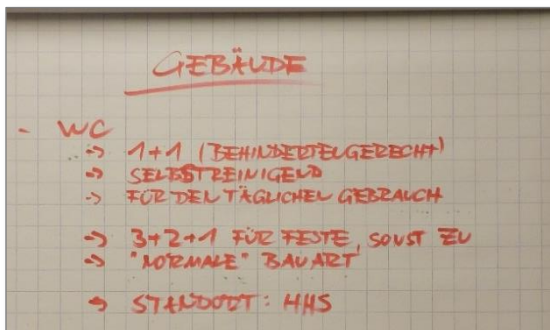 GEBÄUDE
- WC
-> 1+1 (BEHINDERTENGERECHT)
-> SELBSTREINIGEND
-> FÜR DEN TÄGLICHEN GEBRAUCH
-> 3+2+1 FÜR FESTE, SONST ZU
-> "NORMALE" BAUART
-> STANDORT: HHS